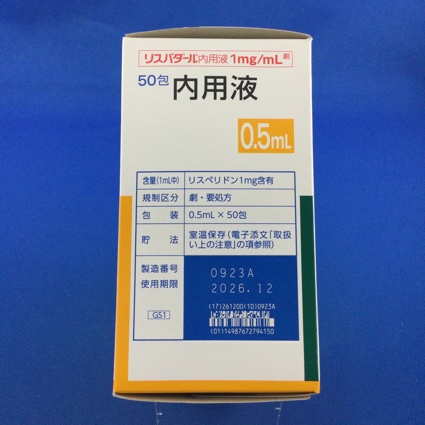 リスパダール内用液1mg/mL 劇
50包 内用液
0.5mL
含量(1mL中) リスペリドン1mg含有
規制区分 劇・要処方
包装 0.5mL×50包
貯法 室温保存(電子添文「取扱
い上の注意」の項参照)
製造番号 0923A
使用期限 2026.12
(17)261200(10)0923A
GS1
(01)14987672794150